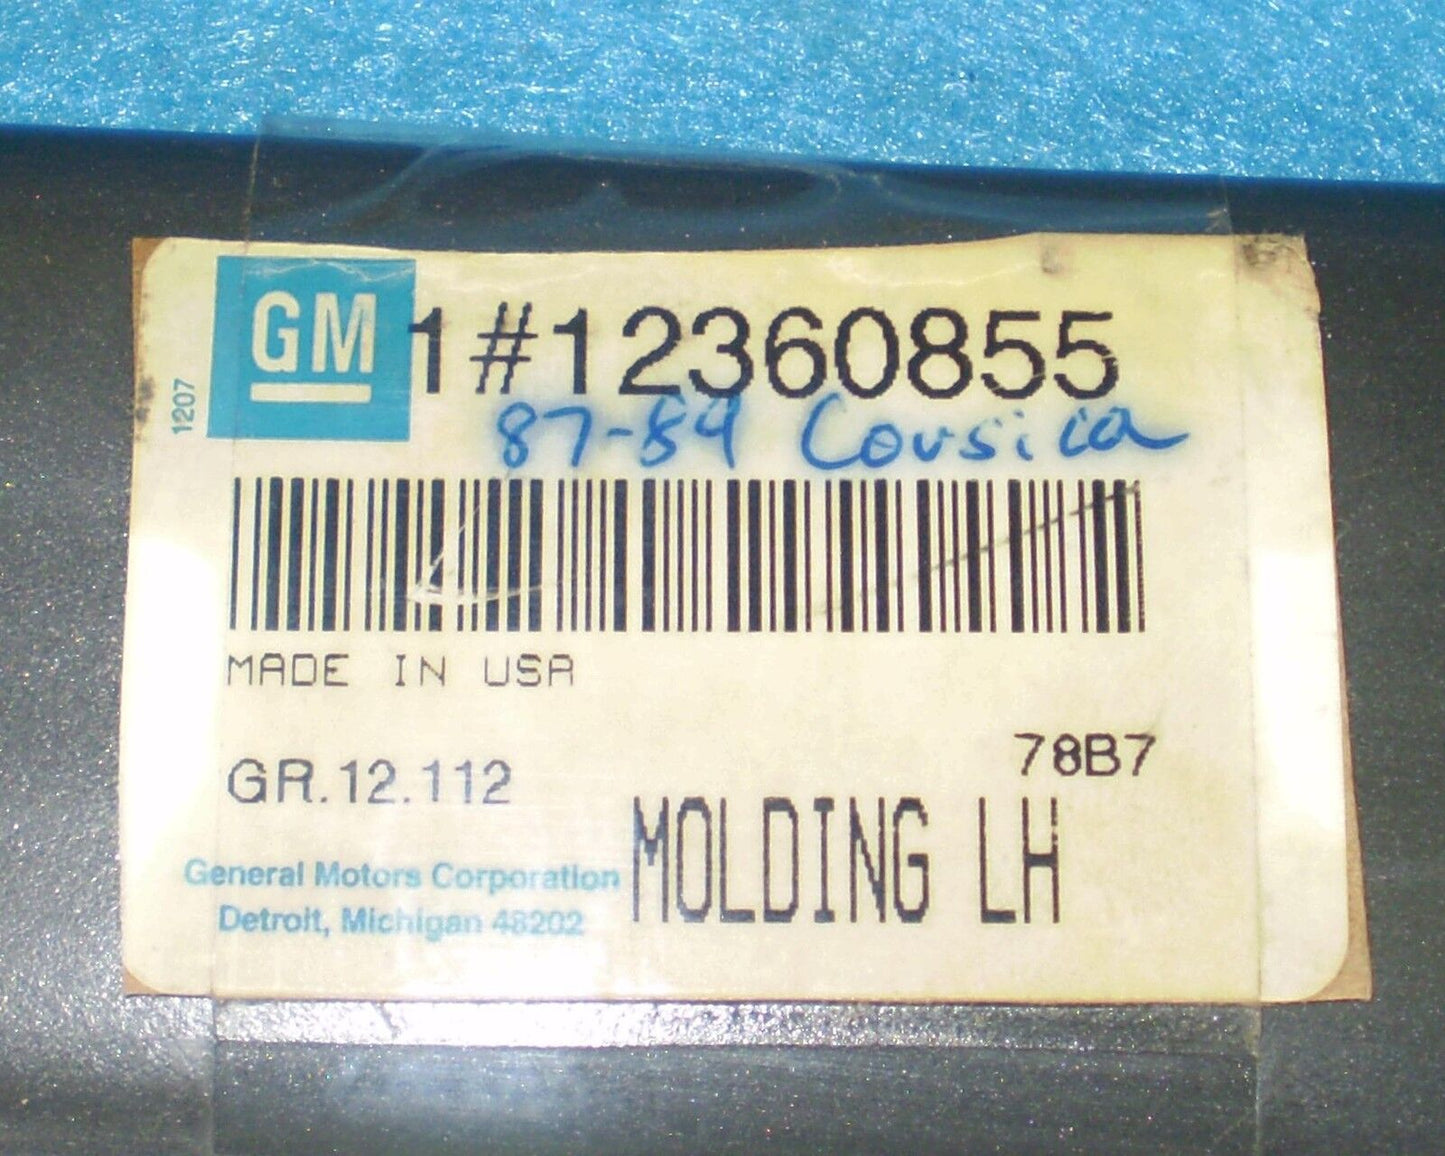 GM
1#12360855
1207
87-89 Corsica
MADE IN USA
78B7
GR.12.112
MOLDING LH
General Motors Corporation
Detroit, Michigan 48202